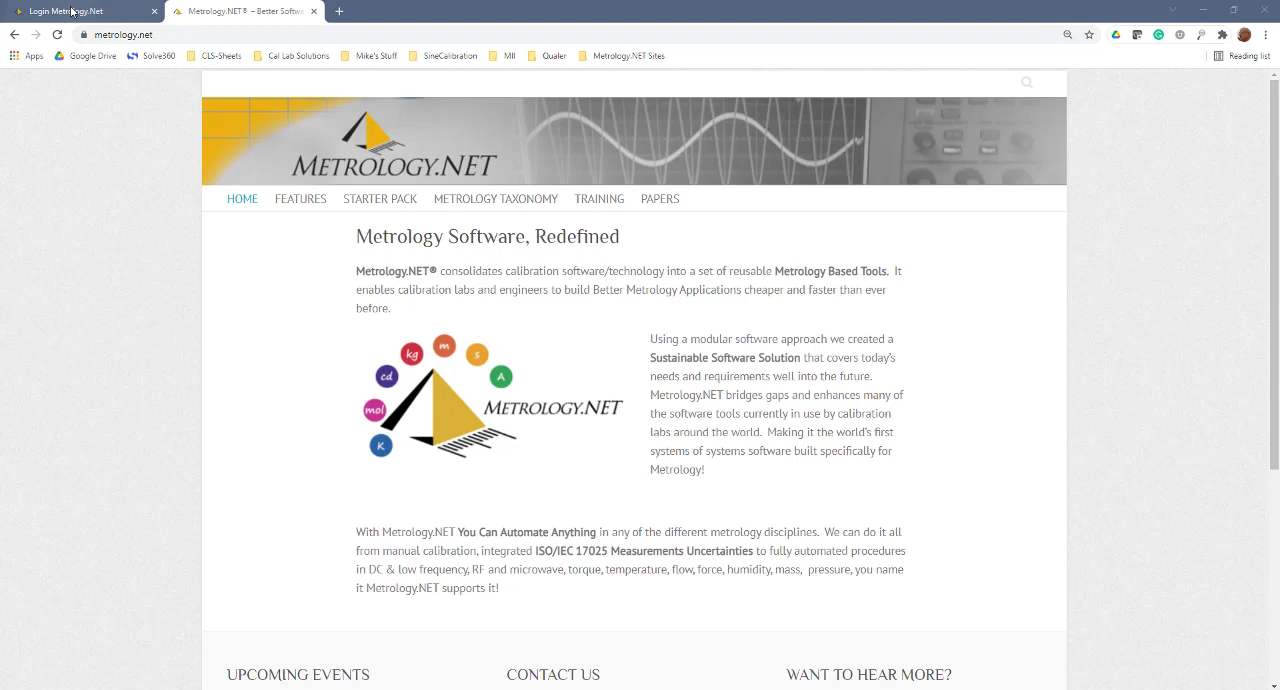 Login Metrology.Net
Metrology.NET® – Better Softwa
metrology.net
Apps
Google Drive
Solve360
CLS-Sheets
Cal Lab Solutions
Mike's Stuff
SineCalibration
MII
Qualer
Metrology.NET Sites
Reading list
METROLOGY.NET
HOME
FEATURES
STARTER PACK
METROLOGY TAXONOMY
TRAINING
PAPERS
Metrology Software, Redefined
Metrology.NET® consolidates calibration software/technology into a set of reusable Metrology Based Tools. It
enables calibration labs and engineers to build Better Metrology Applications cheaper and faster than ever
before.
kg
m
s
cd
A
mol
K
METROLOGY.NET
Using a modular software approach we created a
Sustainable Software Solution that covers today's
needs and requirements well into the future.
Metrology.NET bridges gaps and enhances many of
the software tools currently in use by calibration
labs around the world. Making it the world's first
systems of systems software built specifically for
Metrology!
With Metrology.NET You Can Automate Anything in any of the different metrology disciplines. We can do it all
from manual calibration, integrated ISO/IEC 17025 Measurements Uncertainties to fully automated procedures
in DC & low frequency, RF and microwave, torque, temperature, flow, force, humidity, mass, pressure, you name
it Metrology.NET supports it!
UPCOMING EVENTS
CONTACT US
WANT TO HEAR MORE?